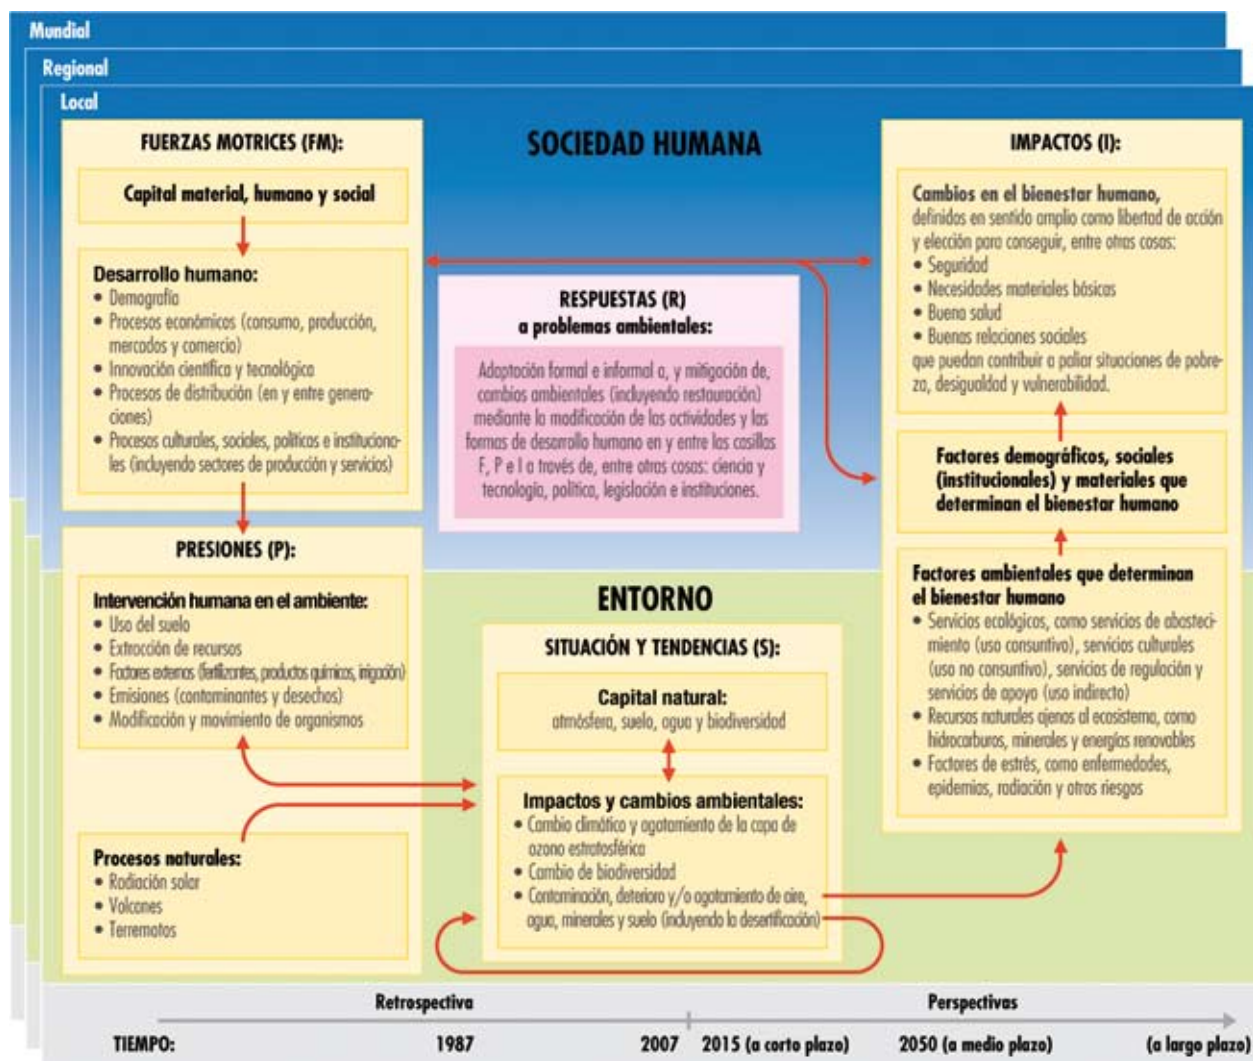 Mundial
Regional
Local
FUERZAS MOTRICES (FM):
Capital material, humano y social
Desarrollo humano:
• Demografía
• Procesos económicos (consumo, producción,
mercados y comercio)
• Innovación científica y tecnológica
• Procesos de distribución (en y entre genera-
ciones)
• Procesos culturales, sociales, políticos e instituciona-
les (incluyendo sectores de producción y servicios)
PRESIONES (P):
Intervención humana en el ambiente:
• Uso del suelo
• Extracción de recursos
• Factores externos (fertilizantes, productos químicos, irrigación)
• Emisiones (contaminantes y desechos)
• Modificación y movimiento de organismos
Procesos naturales:
• Radiación solar
• Volcanes
• Terremotos
SOCIEDAD HUMANA
RESPUESTAS (R)
a problemas ambientales:
Adaptación formal e informal a, y mitigación de,
cambios ambientales (incluyendo restauración)
mediante la modificación de las actividades y las
formas de desarrollo humano en y entre las casillas
F, P e I a través de, entre otras cosas: ciencia y
tecnología, política, legislación e instituciones.
ENTORNO
SITUACIÓN Y TENDENCIAS (S):
Capital natural:
atmósfera, suelo, agua y biodiversidad
Impactos y cambios ambientales:
• Cambio climático y agotamiento de la capa de
ozono estratosférica
• Cambio de biodiversidad
• Contaminación, deterioro y/o agotamiento de aire,
agua, minerales y suelo (incluyendo la desertificación)
IMPACTOS (I):
Cambios en el bienestar humano,
definidos en sentido amplio como libertad de acción
y elección para conseguir, entre otras cosas:
• Seguridad
• Necesidades materiales básicas
• Buena salud
• Buenas relaciones sociales
que puedan contribuir a paliar situaciones de pobre-
za, desigualdad y vulnerabilidad.
Factores demográficos, sociales
(institucionales) y materiales que
determinan el bienestar humano
Factores ambientales que determinan
el bienestar humano
• Servicios ecológicos, como servicios de abasteci-
miento (uso consuntivo), servicios culturales
(uso no consuntivo), servicios de regulación y
servicios de apoyo (uso indirecto)
• Recursos naturales ajenos al ecosistema, como
hidrocarburos, minerales y energías renovables
• Factores de estrés, como enfermedades,
epidemias, radiación y otros riesgos
Retrospectiva
Perspectivas
TIEMPO:
1987
2007
2015 (a corto plazo)
2050 (a medio plazo)
(a largo plazo)